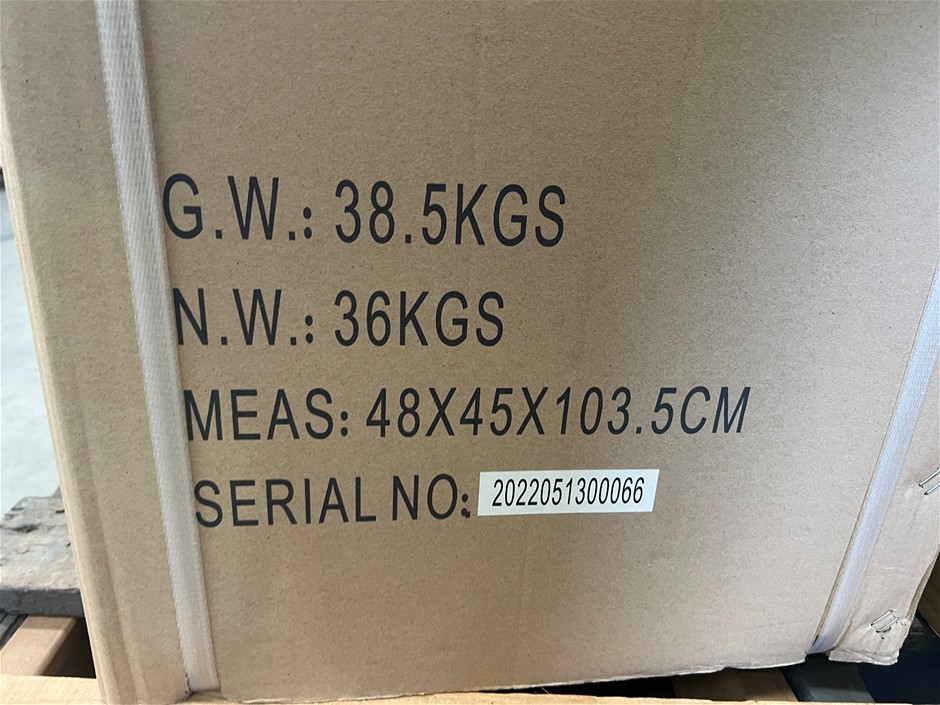 G.W.: 38.5KGS
N.W.: 36KGS
MEAS: 48X45X103.5CM
SERIAL NO: 2022051300066